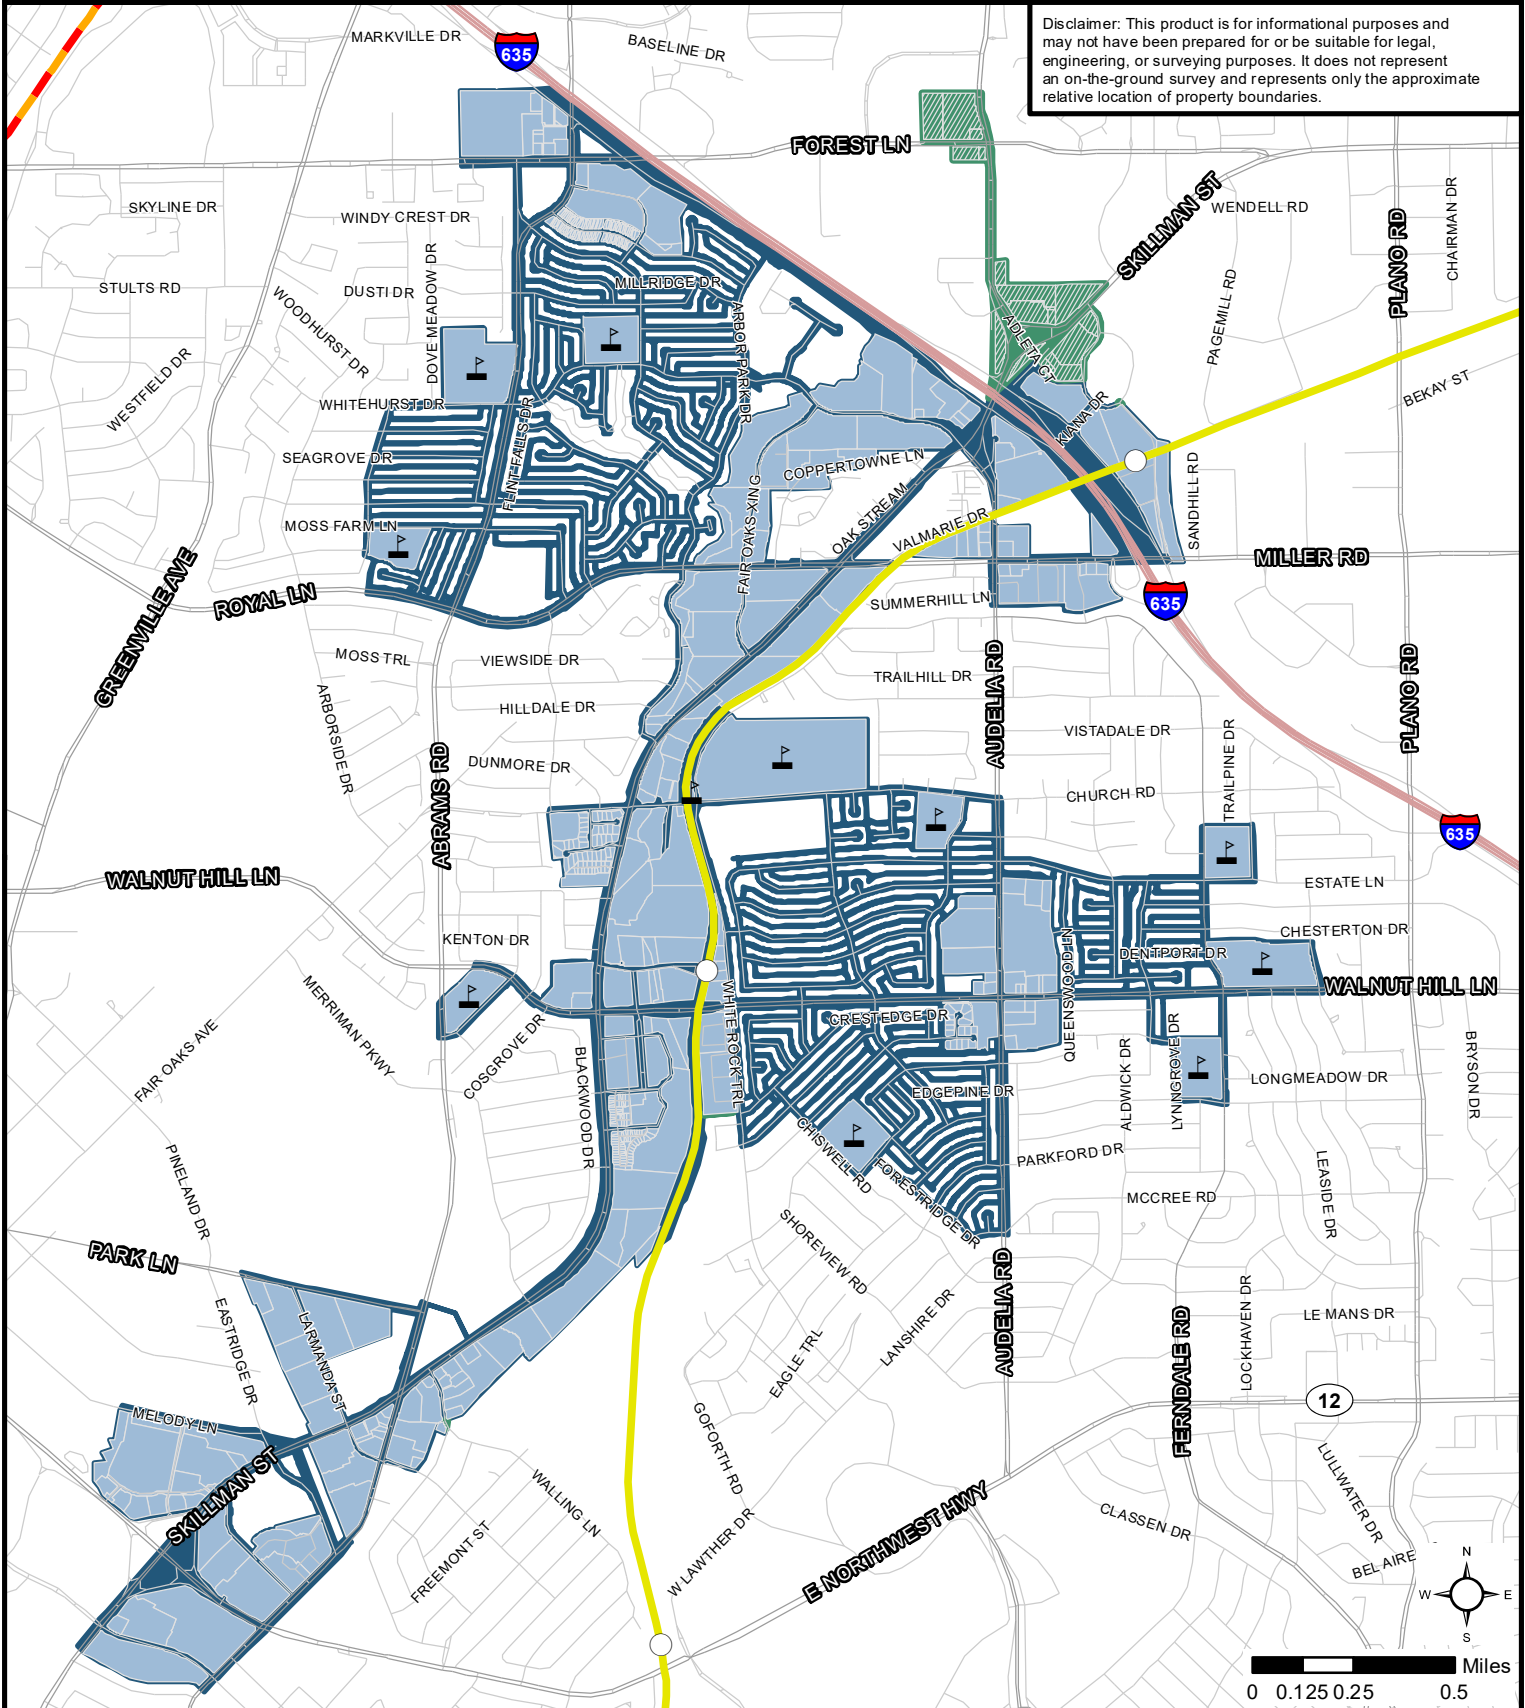 Disclaimer: This product is for informational purposes and
may not have been prepared for or be suitable for legal,
engineering, or surveying purposes. It does not represent
an on-the-ground survey and represents only the approximate
relative location of property boundaries.
MARKVILLE DR
635
BASELINE DR
FOREST LN
SKILLMAN ST
WENDELL RD
PLANO RD
CHAIRMAN DR
SKYLINE DR
WINDY CREST DR
DOVE MEADOW DR
STULTS RD
DUSTI DR
WOODHURST DR
MILLRIDGE DR
ARBOR PARK DR
ADLETA CT
PAGEMILL RD
WESTFIELD DR
WHITEHURST DR
FLINT FALLS DR
KIANA DR
BEKAY ST
SEAGROVE DR
COPPERTOWNE LN
FAIR OAKS XING
OAK STREAM
VALMARIE DR
SANDHILL RD
MOSS FARM LN
MILLER RD
GREENVILLE AVE
ROYAL LN
SUMMERHILL LN
635
MOSS TRL
VIEWSIDE DR
TRAILHILL DR
AUDELIA RD
PLANO RD
ARBORSIDE DR
HILLDALE DR
VISTADALE DR
TRAILPINE DR
ABRAMS RD
DUNMORE DR
CHURCH RD
635
WALNUT HILL LN
ESTATE LN
KENTON DR
QUEENSWOOD LN
DENTPORT DR
CHESTERTON DR
WALNUT HILL LN
MERRIMAN PKWY
FAIR OAKS AVE
COSGROVE DR
BLACKWOOD DR
WHITE ROCK TRL
CRESTEDGE DR
ALDWICK DR
LYNINGROVE DR
EDGEPINE DR
LONGMEADOW DR
BRYSON DR
PINELAND DR
CHISWELL RD
FORESTRIDGE DR
PARKFORD DR
LEASIDE DR
MCCREE RD
SHOREVIEW RD
PARK LN
EASTRIDGE DR
LARMANDA ST
AUDELIA RD
FERNDALE RD
LOCKHAVEN DR
LE MANS DR
EAGLE TRL
LANSHIRE DR
12
MELODY LN
GOFORTH RD
SKILLMAN ST
WALLING LN
FREEMONT ST
W LAWTHER DR
E NORTHWEST HWY
CLASSEN DR
LULLWATER DR
BEL AIRE
N
W E
S
Miles
0 0.125 0.25 0.5